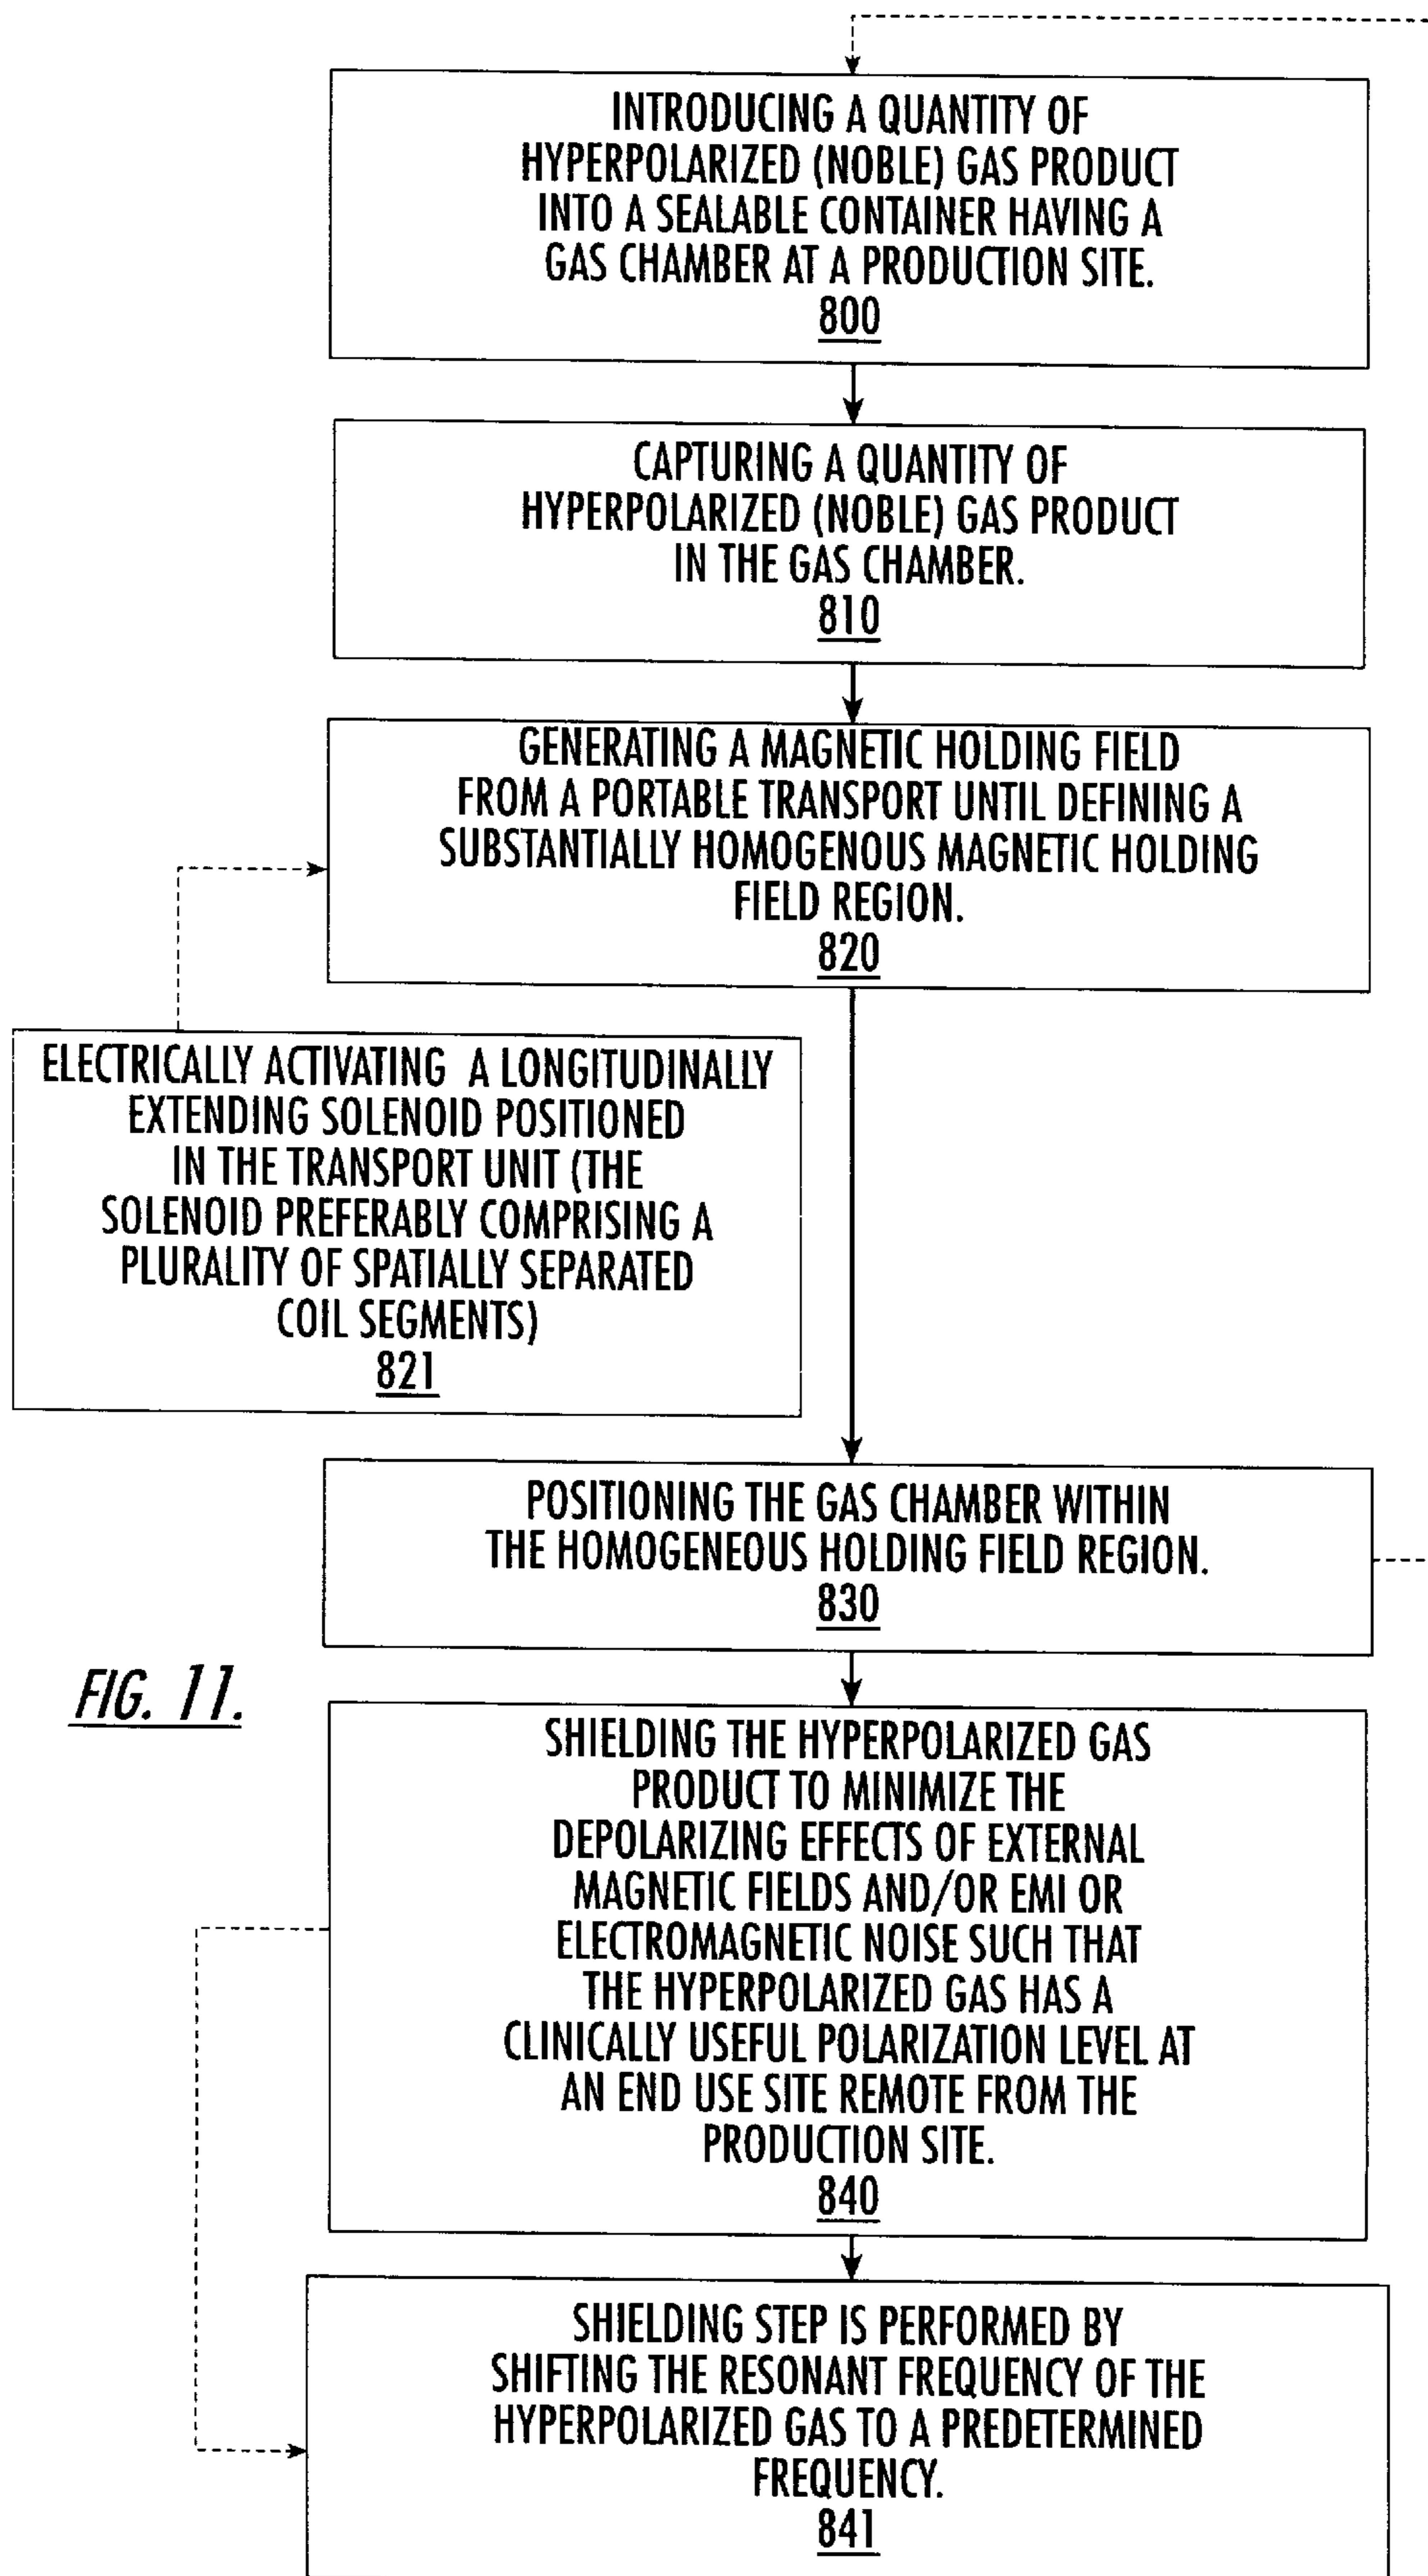 INTRODUCING A QUANTITY OF
HYPERPOLARIZED (NOBLE) GAS PRODUCT
INTO A SEALABLE CONTAINER HAVING A
GAS CHAMBER AT A PRODUCTION SITE.
800
CAPTURING A QUANTITY OF
HYPERPOLARIZED (NOBLE) GAS PRODUCT
IN THE GAS CHAMBER.
810
GENERATING A MAGNETIC HOLDING FIELD
FROM A PORTABLE TRANSPORT UNTIL DEFINING A
SUBSTANTIALLY HOMOGENOUS MAGNETIC HOLDING
FIELD REGION.
820
ELECTRICALLY ACTIVATING A LONGITUDINALLY
EXTENDING SOLENOID POSITIONED
IN THE TRANSPORT UNIT (THE
SOLENOID PREFERABLY COMPRISING A
PLURALITY OF SPATIALLY SEPARATED
COIL SEGMENTS)
821
POSITIONING THE GAS CHAMBER WITHIN
THE HOMOGENEOUS HOLDING FIELD REGION.
830
FIG. 11.
SHIELDING THE HYPERPOLARIZED GAS
PRODUCT TO MINIMIZE THE
DEPOLARIZING EFFECTS OF EXTERNAL
MAGNETIC FIELDS AND/OR EMI OR
ELECTROMAGNETIC NOISE SUCH THAT
THE HYPERPOLARIZED GAS HAS A
CLINICALLY USEFUL POLARIZATION LEVEL AT
AN END USE SITE REMOTE FROM THE
PRODUCTION SITE.
840
SHIELDING STEP IS PERFORMED BY
SHIFTING THE RESONANT FREQUENCY OF THE
HYPERPOLARIZED GAS TO A PREDETERMINED
FREQUENCY.
841